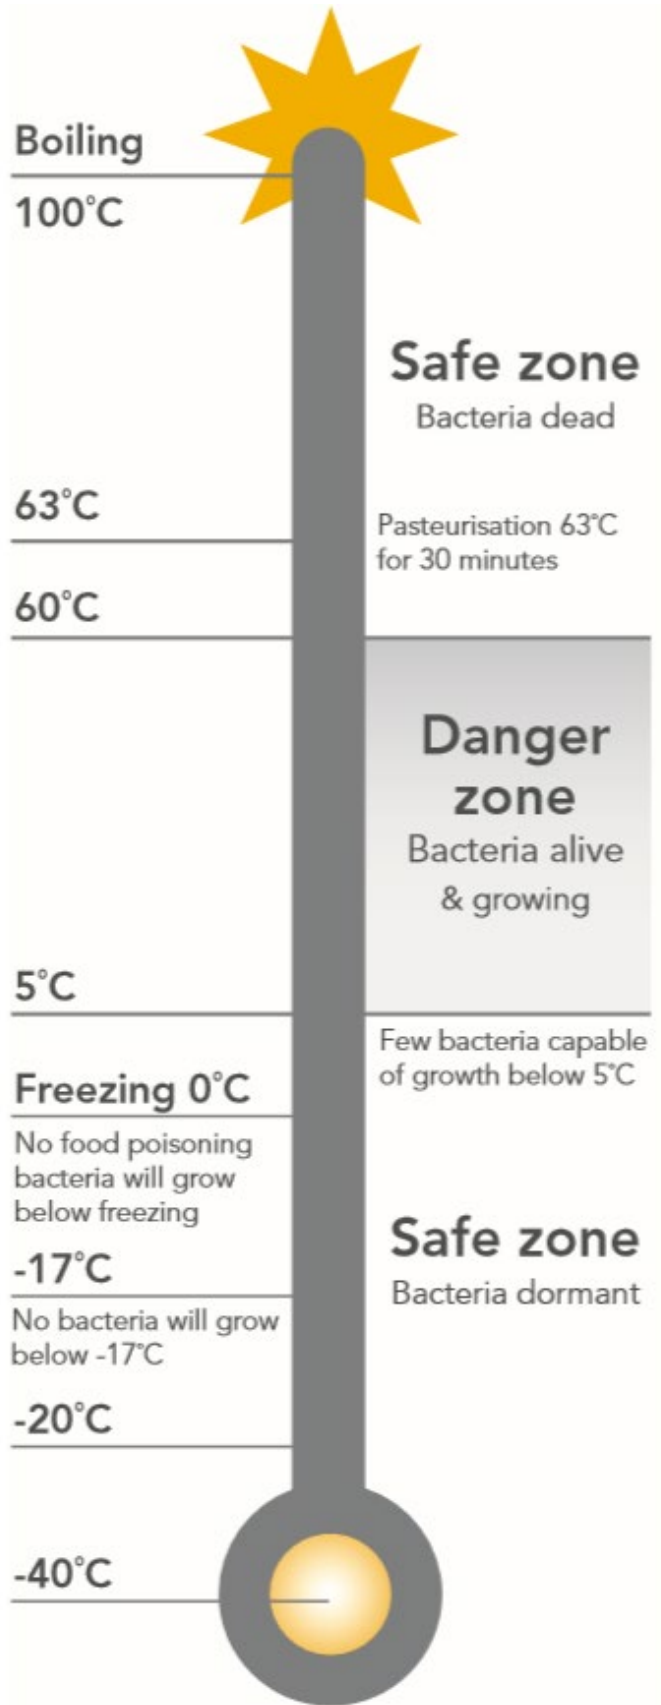 Boiling
100°C
Safe zone
Bacteria dead
63°C
Pasteurisation 63°C
for 30 minutes
60°C
Danger
zone
Bacteria alive
& growing
5°C
Few bacteria capable
of growth below 5°C
Freezing 0°C
No food poisoning
bacteria will grow
below freezing
Safe zone
Bacteria dormant
-17°C
No bacteria will grow
below -17°C
-20°C
-40°C